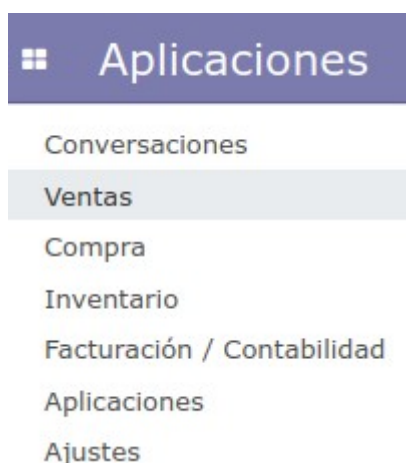 Aplicaciones
Conversaciones
Ventas
Compra
Inventario
Facturación / Contabilidad
Aplicaciones
Ajustes